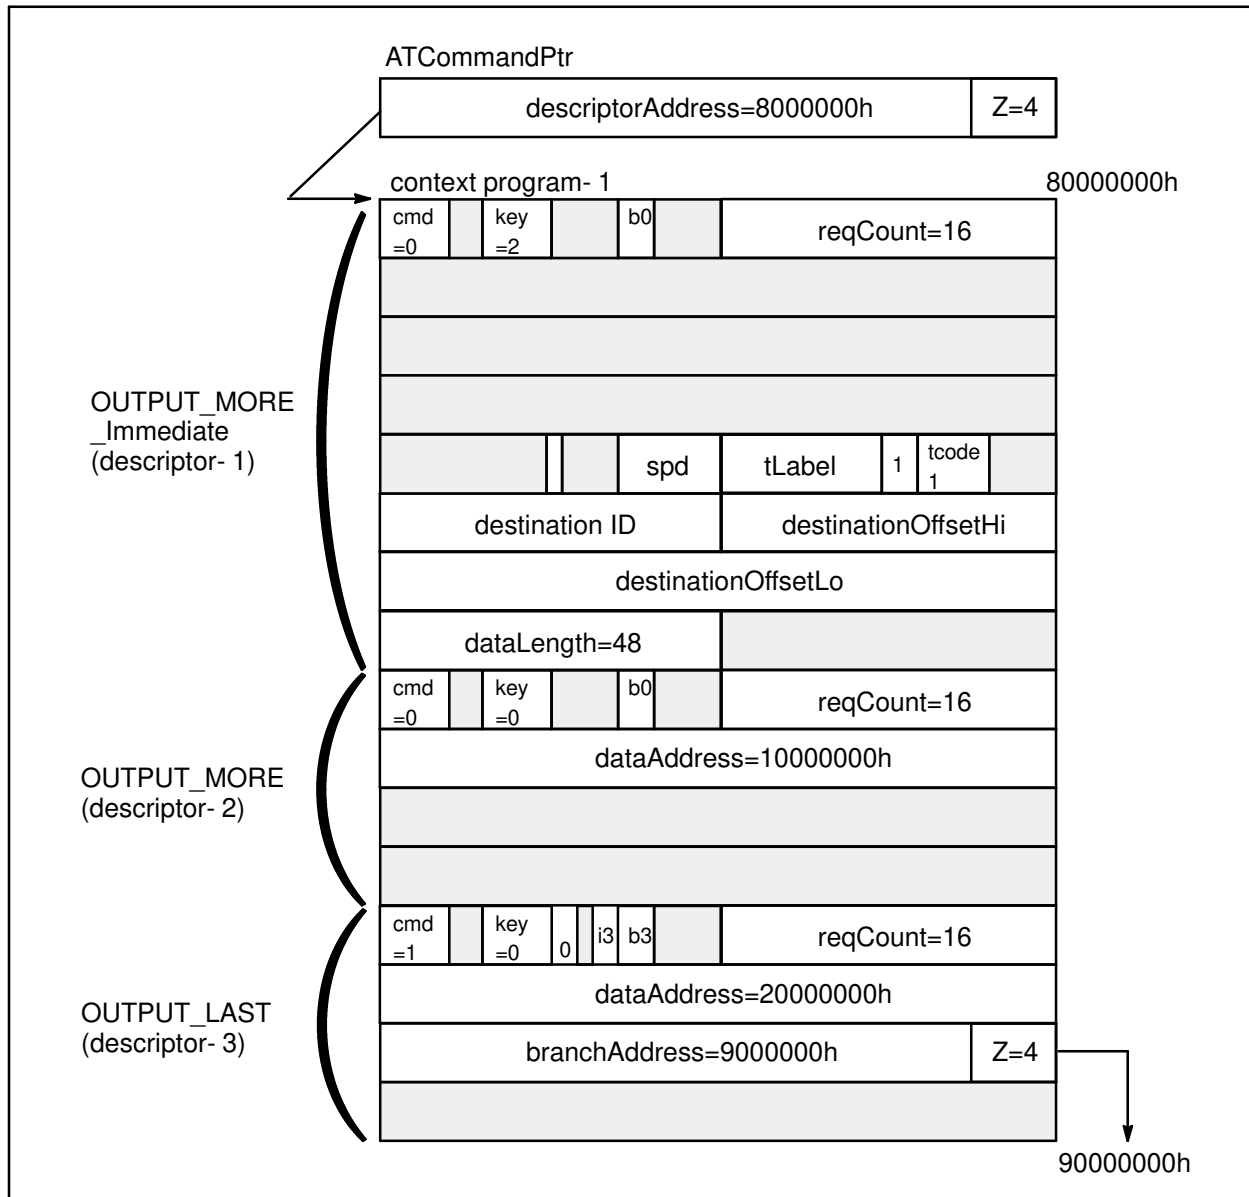 ATCommandPtr
descriptorAddress=8000000h Z=4
context program- 1 80000000h
cmd =0 key =2 b0 reqCount=16
OUTPUT_MORE
_Immediate
(descriptor- 1)
spd tLabel 1 tcode 1
destination ID destinationOffsetHi
destinationOffsetLo
dataLength=48
cmd =0 key =0 b0 reqCount=16
dataAddress=10000000h
OUTPUT_MORE
(descriptor- 2)
cmd =1 key =0 0 i3 b3 reqCount=16
dataAddress=20000000h
OUTPUT_LAST
(descriptor- 3)
branchAddress=9000000h Z=4
90000000h